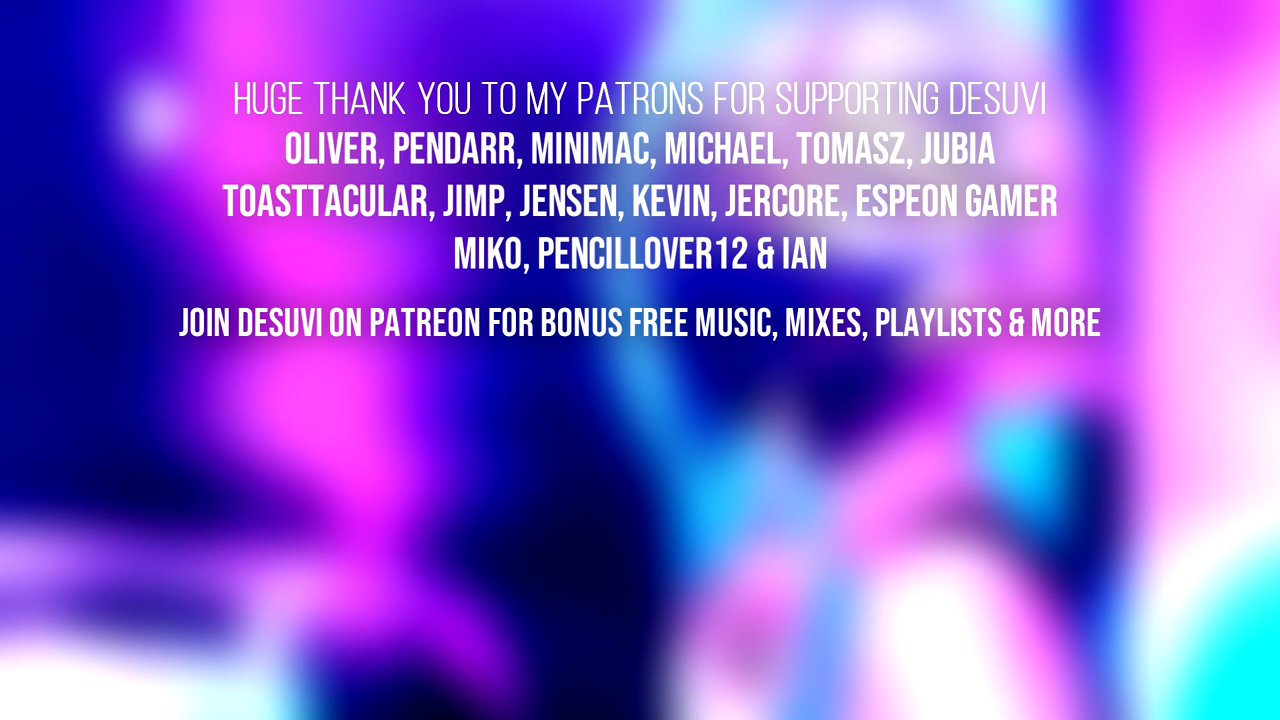 HUGE THANK YOU TO MY PATRONS FOR SUPPORTING DESUVI
OLIVER, PENDARR, MINIMAC, MICHAEL, TOMASZ, JUBIA
TOASTTACULAR, JIMP, JENSEN, KEVIN, JERCORE, ESPEON GAMER
MIKO, PENCILLOVER12 & IAN
JOIN DESUVI ON PATREON FOR BONUS FREE MUSIC, MIXES, PLAYLISTS & MORE